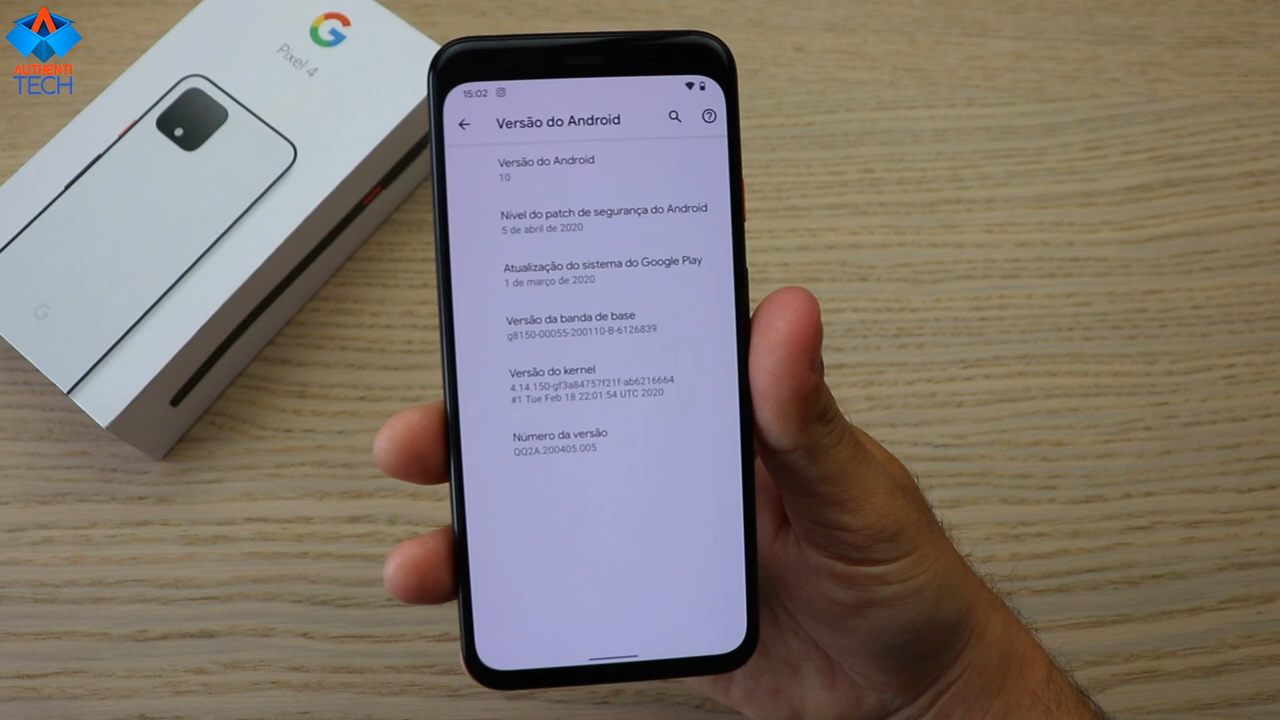 AUTHENTI
TECH
G
Pixel 4
G
15:02
Versão do Android
Versão do Android
10
Nível do patch de segurança do Android
5 de abril de 2020
Atualização do sistema do Google Play
1 de março de 2020
Versão da banda de base
g8150-00055-200110-B-6126839
Versão do kernel
4.14.150-gf3a84757f21f-ab6216664
#1 Tue Feb 18 22:01:54 UTC 2020
Número da versão
QQ2A.200405.005